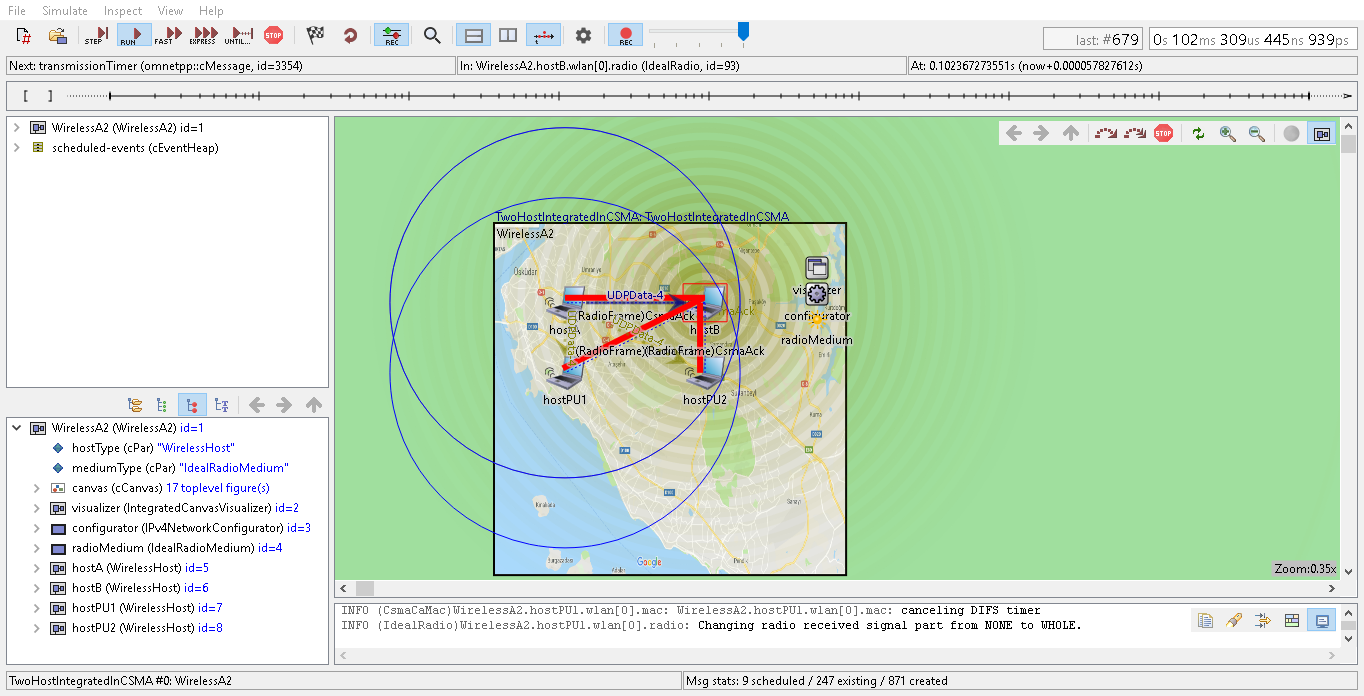 File Simulate Inspect View Help
STEP RUN FAST EXPRESS UNTIL... STOP REC REC
last: #679 0s 102ms 309us 445ns 939ps
Next: transmissionTimer (omnetpp::cMessage, id=3354) In: WirelessA2.hostB.wlan[0].radio (IdealRadio, id=93) At: 0.102367273551s (now+0.000057827612s)
[ ]
WirelessA2 (WirelessA2) id=1
scheduled-events (cEventHeap)
STOP
TwoHostIntegratedInCSMA: TwoHostIntegratedInCSMA
WirelessA2
Üsküdar
Ümraniye
UDPData-4
hostA
(RadioFrame)CsmaAck
hostB
UDPData-4
UDPData-4
configurator
radioMedium
(RadioFrame)(RadioFrame)CsmaAck
hostPU1
hostPU2
Google
Pendik
Zoom:0.35x
WirelessA2 (WirelessA2) id=1
hostType (cPar) "WirelessHost"
mediumType (cPar) "IdealRadioMedium"
canvas (cCanvas) 17 toplevel figure(s)
visualizer (IntegratedCanvasVisualizer) id=2
configurator (IPv4NetworkConfigurator) id=3
radioMedium (IdealRadioMedium) id=4
hostA (WirelessHost) id=5
hostB (WirelessHost) id=6
hostPU1 (WirelessHost) id=7
hostPU2 (WirelessHost) id=8
INFO (CsmaCaMac)WirelessA2.hostPU1.wlan[0].mac: WirelessA2.hostPU1.wlan[0].mac: canceling DIFS timer
INFO (IdealRadio)WirelessA2.hostPU1.wlan[0].radio: Changing radio received signal part from NONE to WHOLE.
TwoHostIntegratedInCSMA #0: WirelessA2 Msg stats: 9 scheduled / 247 existing / 871 created